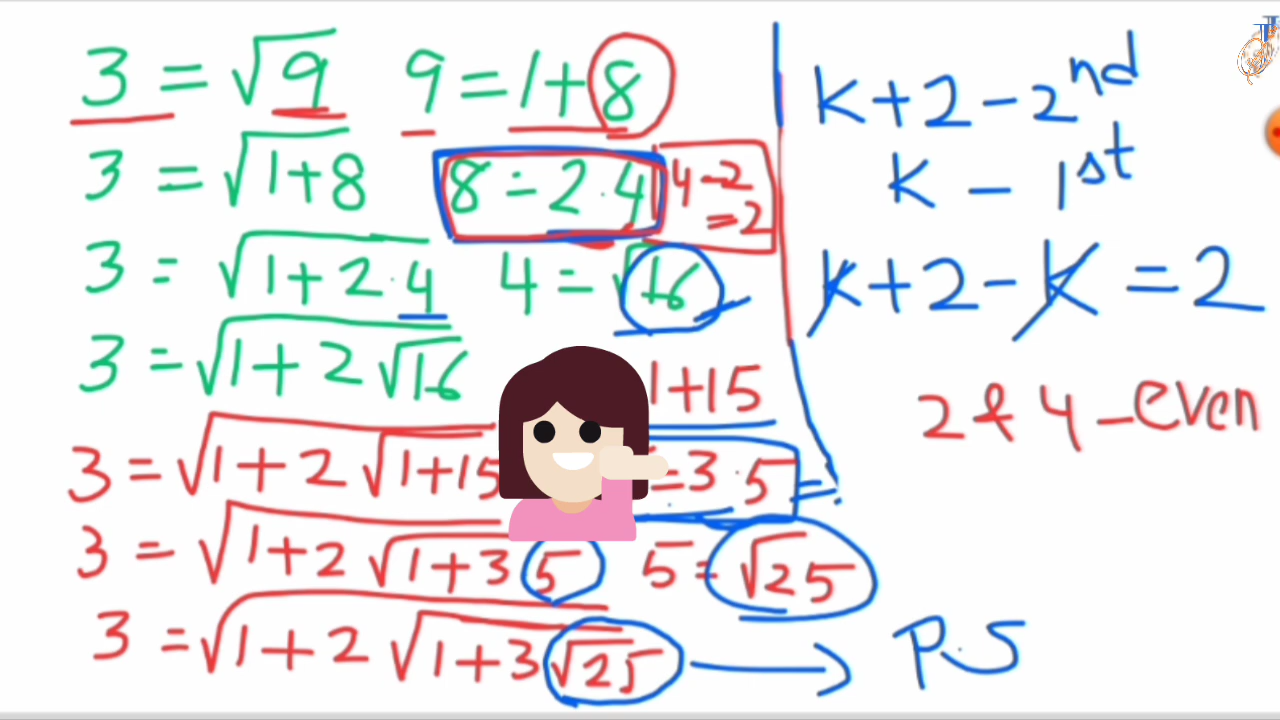 3 = √9 9 = 1+8
3 = √1+8 8 = 2·4 4-2 =2
3 = √1+2·4 4 = √16
3 = √1+2√16 1+15
3 = √1+2√1+15 =3·5 =
3 = √1+2√1+3 5 5 = √25
3 = √1+2√1+3√25 → P.S
K+2 - 2nd
K - 1st
K+2-K = 2
2 & 4 - even